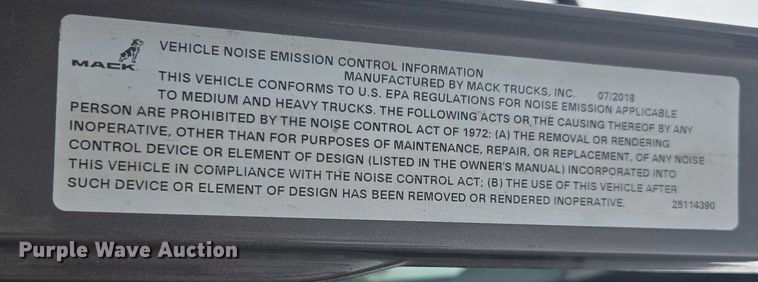 MACK
VEHICLE NOISE EMISSION CONTROL INFORMATION
MANUFACTURED BY MACK TRUCKS, INC. 07/2018
THIS VEHICLE CONFORMS TO U.S. EPA REGULATIONS FOR NOISE EMISSION APPLICABLE
TO MEDIUM AND HEAVY TRUCKS. THE FOLLOWING ACTS OR THE CAUSING THEREOF BY ANY
PERSON ARE PROHIBITED BY THE NOISE CONTROL ACT OF 1972: (A) THE REMOVAL OR RENDERING
INOPERATIVE, OTHER THAN FOR PURPOSES OF MAINTENANCE, REPAIR, OR REPLACEMENT, OF ANY NOISE
CONTROL DEVICE OR ELEMENT OF DESIGN (LISTED IN THE OWNER'S MANUAL) INCORPORATED INTO
THIS VEHICLE IN COMPLIANCE WITH THE NOISE CONTROL ACT; (B) THE USE OF THIS VEHICLE AFTER
SUCH DEVICE OR ELEMENT OF DESIGN HAS BEEN REMOVED OR RENDERED INOPERATIVE. 25114390
Purple Wave Auction